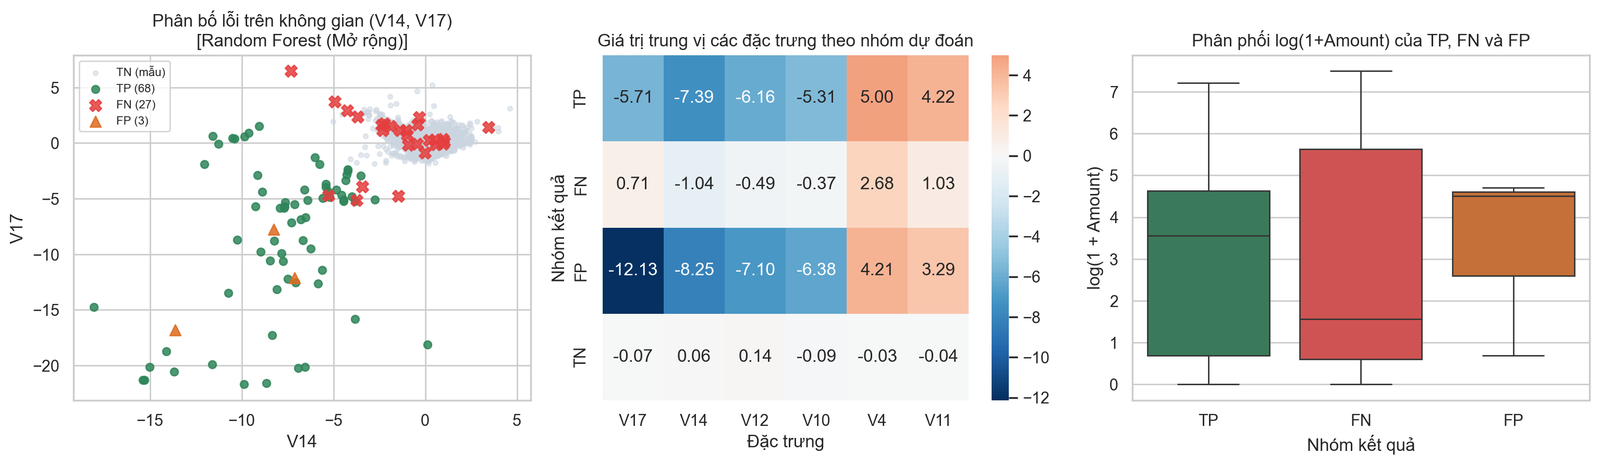 Phân bố lỗi trên không gian (V14, V17)
[Random Forest (Mở rộng)]
TN (mẫu)
TP (68)
FN (27)
FP (3)
5
0
−5
−10
−15
−20
V17
−15
−10
−5
0
5
V14
Giá trị trung vị các đặc trưng theo nhóm dự đoán
Nhóm kết quả
TP
-5.71 -7.39 -6.16 -5.31 5.00 4.22
FN
0.71 -1.04 -0.49 -0.37 2.68 1.03
FP
-12.13 -8.25 -7.10 -6.38 4.21 3.29
TN
-0.07 0.06 0.14 -0.09 -0.03 -0.04
V17 V14 V12 V10 V4 V11
Đặc trưng
4
2
0
−2
−4
−6
−8
−10
−12
Phân phối log(1+Amount) của TP, FN và FP
log(1 + Amount)
7
6
5
4
3
2
1
0
TP FN FP
Nhóm kết quả